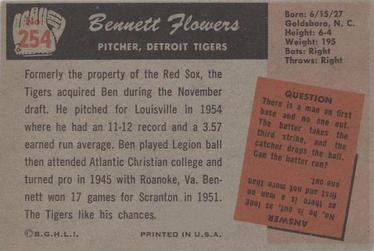 No.
254
Bennett Flowers
PITCHER, DETROIT TIGERS
Born: 6/15/27
Goldsboro, N. C.
Height: 6-4
Weight: 195
Bats: Right
Throws: Right
Formerly the property of the Red Sox, the
Tigers acquired Ben during the November
draft. He pitched for Louisville in 1954
where he had an 11-12 record and a 3.57
earned run average. Ben played Legion ball
then attended Atlantic Christian college and
turned pro in 1945 with Roanoke, Va. Ben-
nett won 17 games for Scranton in 1951.
The Tigers like his chances.
QUESTION
There is a man on first
base and no one out.
The batter takes the
third strike, and the
catcher drops the ball.
Can the batter run?
ANSWER
No, he is out, as long
as there is a man on
first and not more than
one out.
©B.G.H.L.I.
PRINTED IN U.S.A.